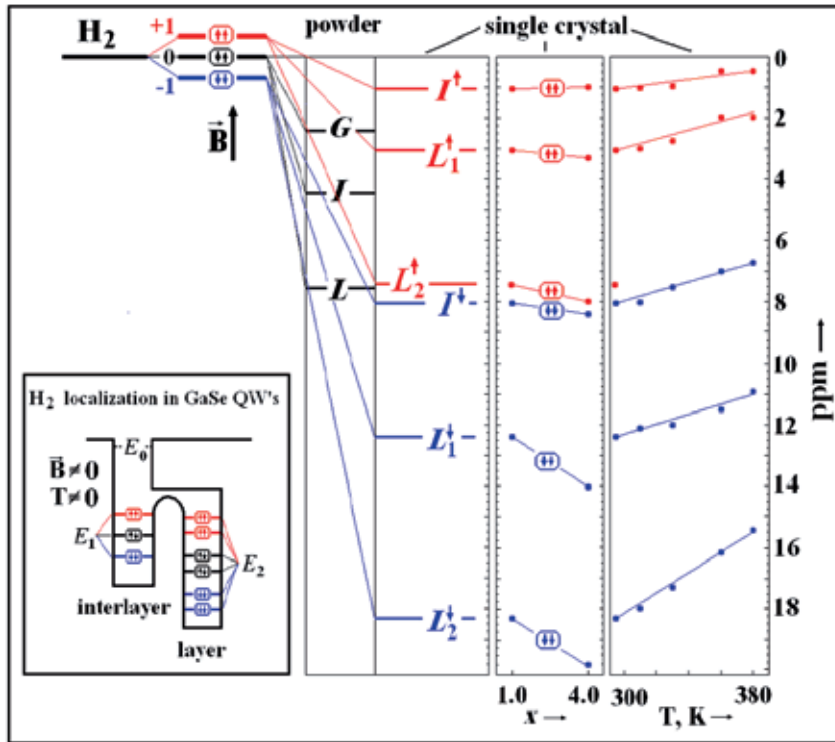 H₂
+1
0
-1
B
powder
single crystal
G
I
L
I↑
L₁↑
L₂↑
I↓
L₁↓
L₂↓
0
2
4
6
8
10
12
14
16
18
ppm →
1.0 4.0
x →
300 380
T, K →
H₂ localization in GaSe QW's
B≠0
T≠0
E₀
E₁
E₂
interlayer
layer